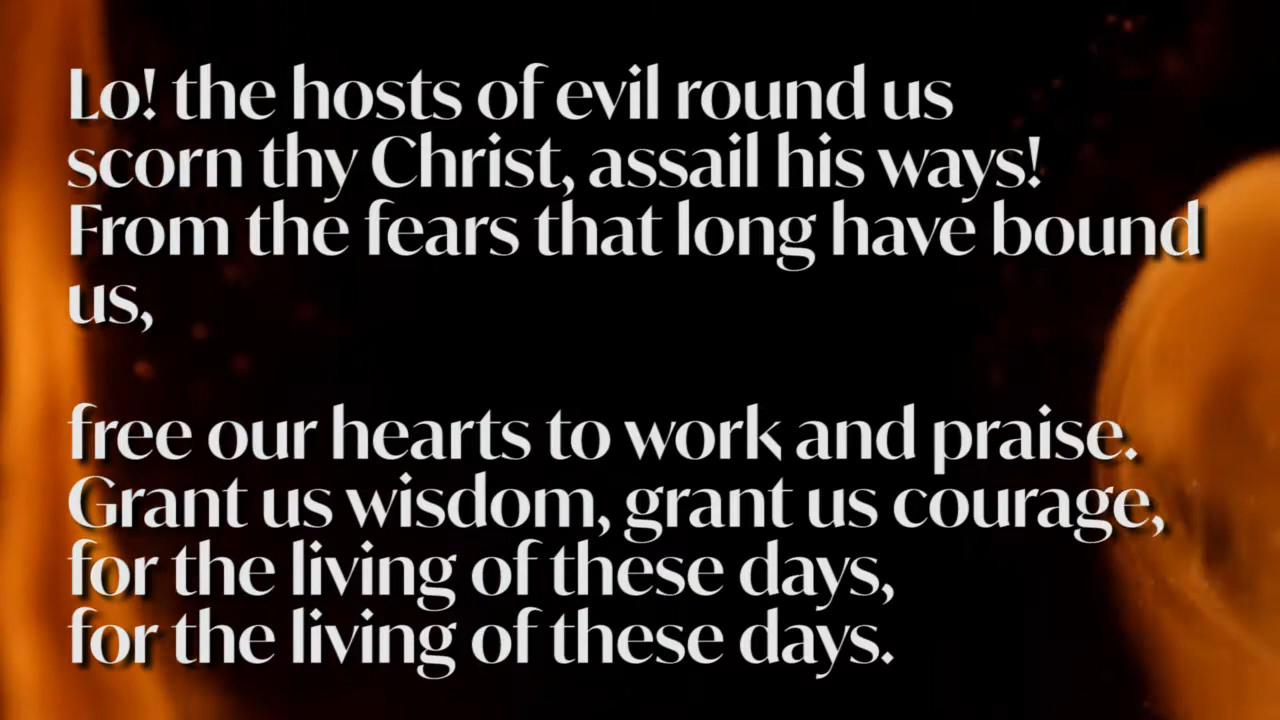 Lo! the hosts of evil round us
scorn thy Christ, assail his ways!
From the fears that long have bound
us,
free our hearts to work and praise.
Grant us wisdom, grant us courage,
for the living of these days,
for the living of these days.